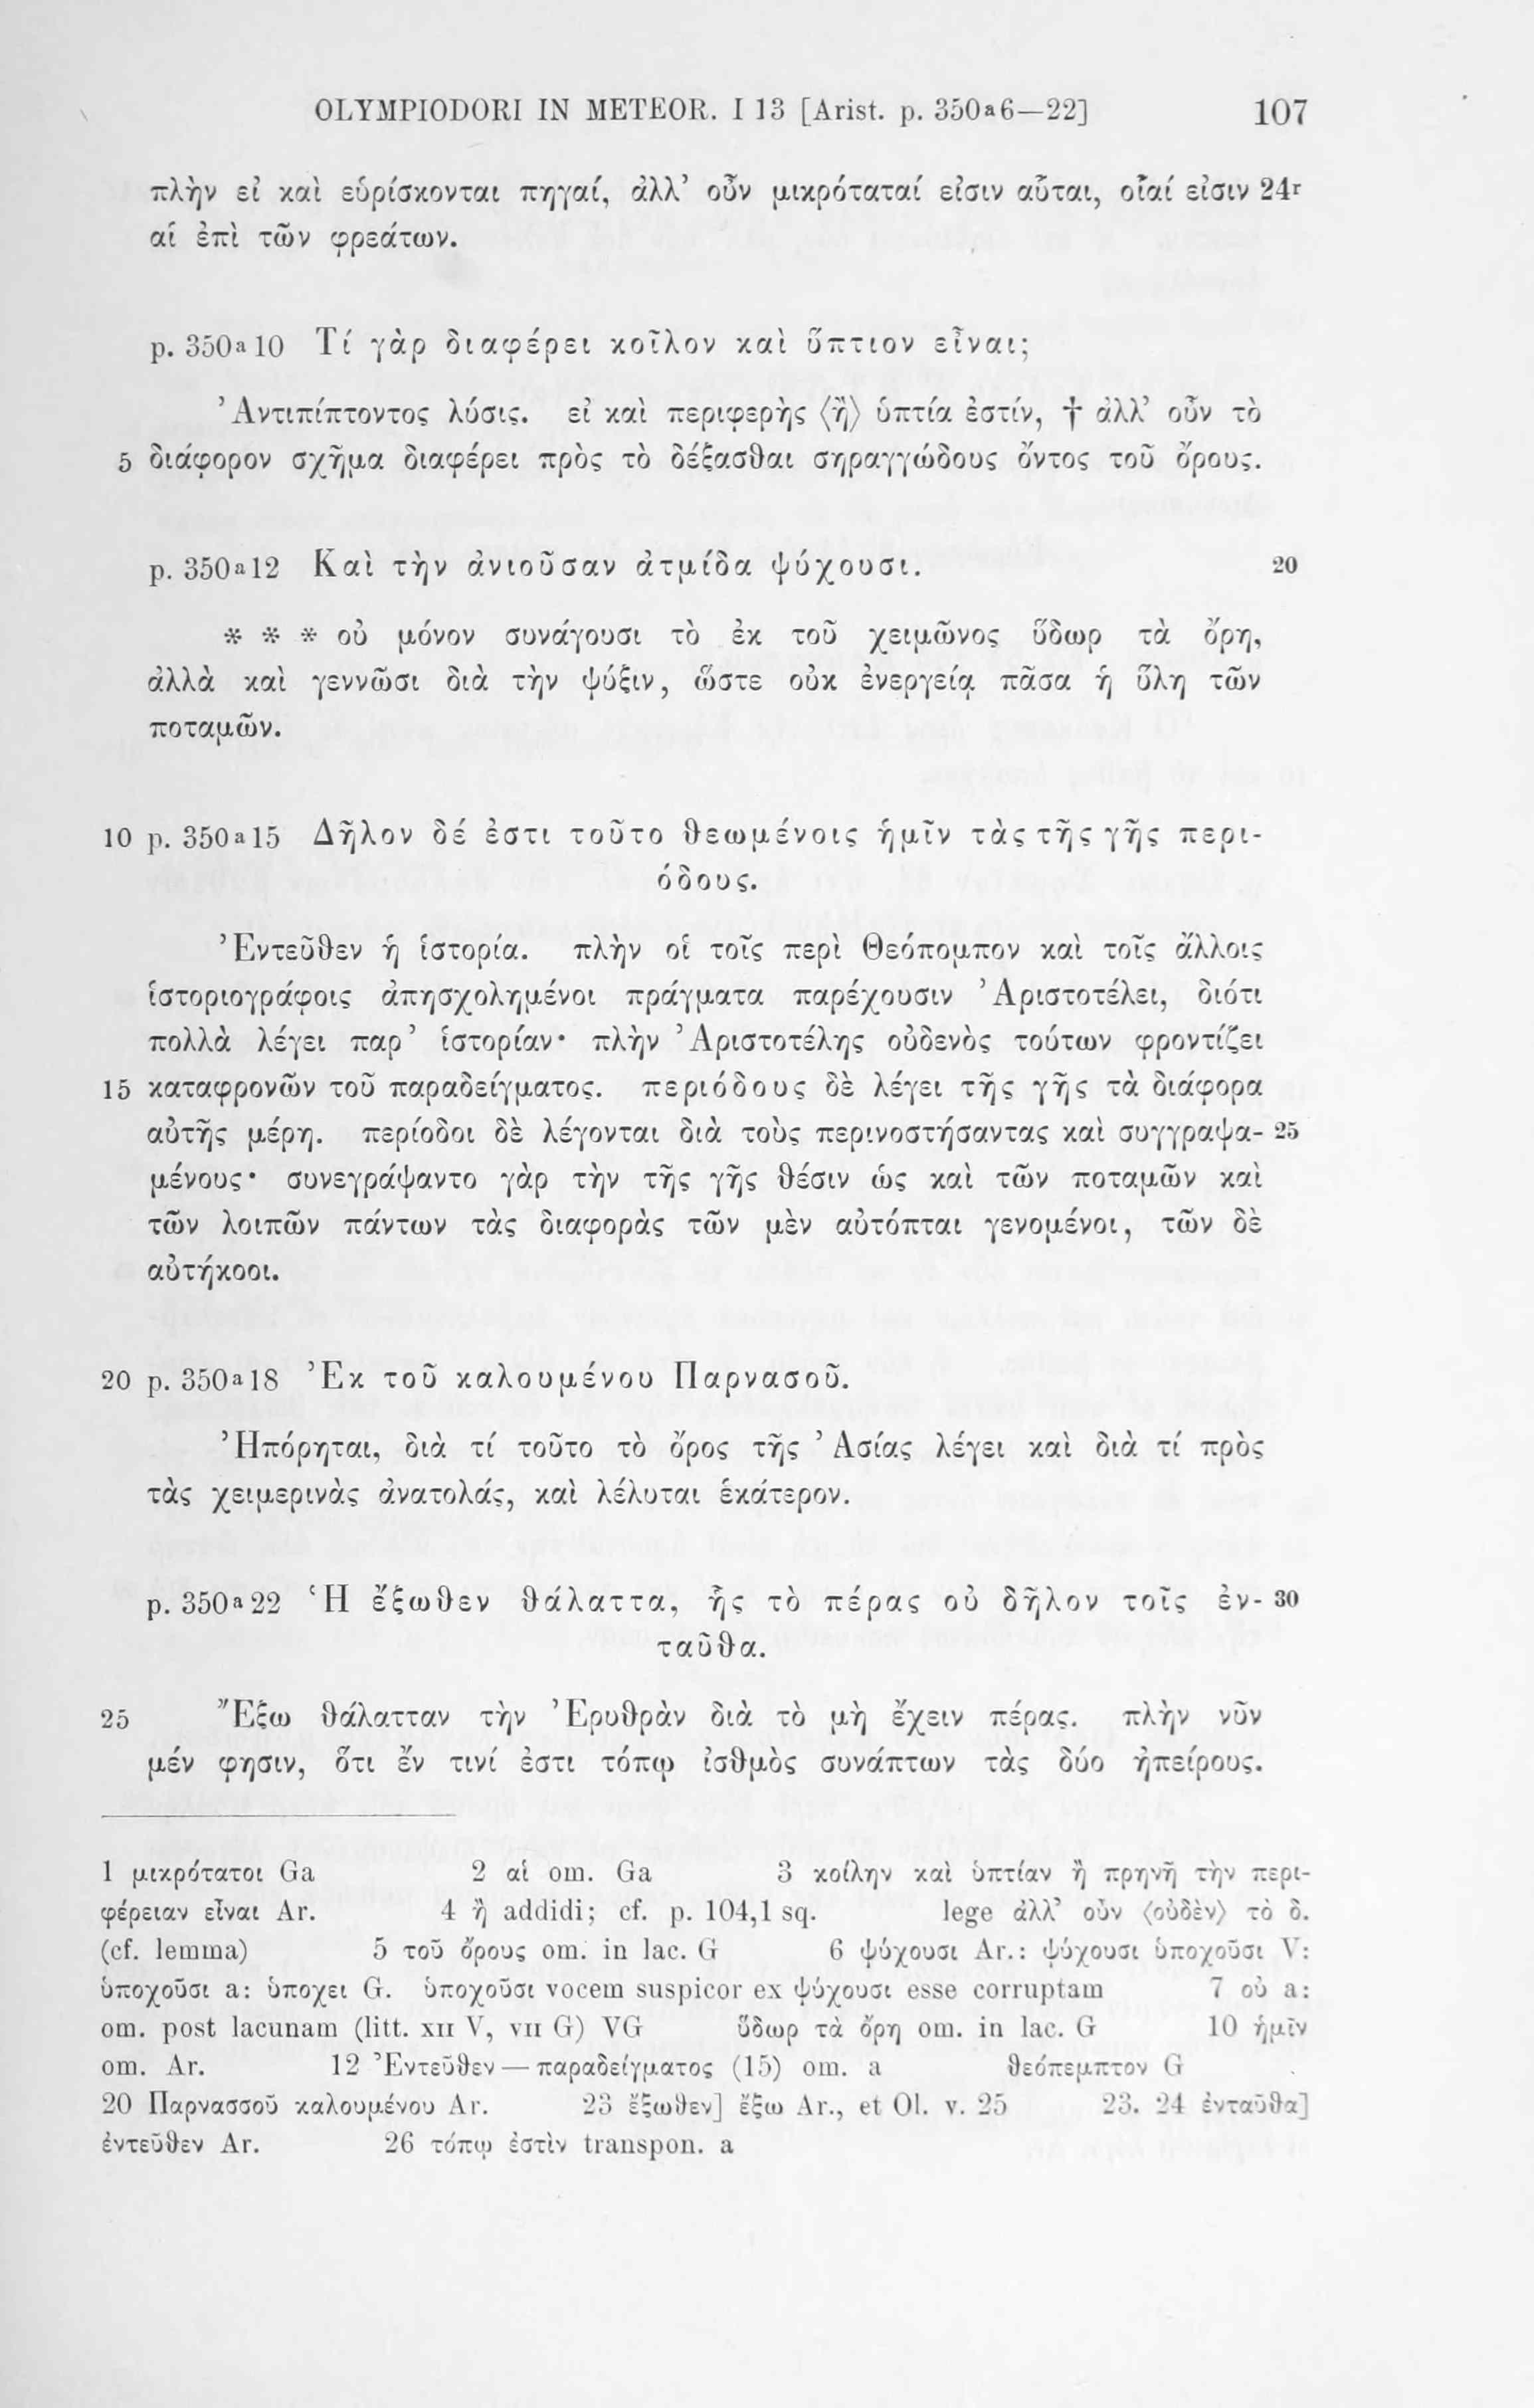 OLYMPIODORI IN METEOR. I 13 [Arist. p. 350a6—22] 107
πλὴν εἰ καὶ εὑρίσκονται πηγαί, ἀλλ’ οὖν μικρόταταί εἰσιν αὗται, οἷαί εἰσιν 24r
αἱ ἐπὶ τῶν φρεάτων.
p. 350a10 Τί γὰρ διαφέρει κοῖλον καὶ ὕπτιον εἶναι;
Ἀντιπίπτοντος λύσις. εἰ καὶ περιφερὴς ⟨ἢ⟩ ὑπτία ἐστίν, † ἀλλ’ οὖν τὸ
5 διάφορον σχῆμα διαφέρει πρὸς τὸ δέξασθαι σηραγγώδους ὄντος τοῦ ὄρους.
p. 350a12 Καὶ τὴν ἀνιοῦσαν ἀτμίδα ψύχουσι. 20
* * * οὐ μόνον συνάγουσι τὸ ἐκ τοῦ χειμῶνος ὕδωρ τὰ ὄρη,
ἀλλὰ καὶ γεννῶσι διὰ τὴν ψύξιν, ὥστε οὐκ ἐνεργείᾳ πᾶσα ἡ ὕλη τῶν
ποταμῶν.
10 p. 350a15 Δῆλον δέ ἐστι τοῦτο θεωμένοις ἡμῖν τὰς τῆς γῆς περι-
όδους.
Ἐντεῦθεν ἡ ἱστορία. πλὴν οἱ τοῖς περὶ Θεόπομπον καὶ τοῖς ἄλλοις
ἱστοριογράφοις ἀπησχολημένοι πράγματα παρέχουσιν Ἀριστοτέλει, διότι
πολλὰ λέγει παρ’ ἱστορίαν· πλὴν Ἀριστοτέλης οὐδενὸς τούτων φροντίζει
15 καταφρονῶν τοῦ παραδείγματος. περιόδους δὲ λέγει τῆς γῆς τὰ διάφορα
αὐτῆς μέρη. περίοδοι δὲ λέγονται διὰ τοὺς περινοστήσαντας καὶ συγγραψα- 25
μένους· συνεγράψαντο γὰρ τὴν τῆς γῆς θέσιν ὡς καὶ τῶν ποταμῶν καὶ
τῶν λοιπῶν πάντων τὰς διαφορὰς τῶν μὲν αὐτόπται γενομένοι, τῶν δὲ
αὐτήκοοι.
20 p. 350a18 Ἐκ τοῦ καλουμένου Παρνασοῦ.
Ἠπόρηται, διὰ τί τοῦτο τὸ ὄρος τῆς Ἀσίας λέγει καὶ διὰ τί πρὸς
τὰς χειμερινὰς ἀνατολάς, καὶ λέλυται ἑκάτερον.
p. 350a22 Ἡ ἔξωθεν θάλαττα, ἧς τὸ πέρας οὐ δῆλον τοῖς ἐν- 30
ταῦθα.
25 Ἔξω θάλατταν τὴν Ἐρυθρὰν διὰ τὸ μὴ ἔχειν πέρας. πλὴν νῦν
μέν φησιν, ὅτι ἔν τινί ἐστι τόπῳ ἰσθμὸς συνάπτων τὰς δύο ἠπείρους.
1 μικρότατοι Ga 2 αἱ om. Ga 3 κοίλην καὶ ὑπτίαν ἢ πρηνῆ τὴν περι-
φέρειαν εἶναι Ar. 4 ἢ addidi; cf. p. 104,1 sq. lege ἀλλ’ οὖν ⟨οὐδὲν⟩ τὸ δ.
(cf. lemma) 5 τοῦ ὄρους om. in lac. G 6 ψύχουσι Ar.: ψύχουσι ὑποχοῦσι V:
ὑποχοῦσι a: ὑποχει G. ὑποχοῦσι vocem suspicor ex ψύχουσι esse corruptam 7 οὐ a:
om. post lacunam (litt. XII V, VII G) VG ὕδωρ τὰ ὄρη om. in lac. G 10 ἡμῖν
om. Ar. 12 Ἐντεῦθεν — παραδείγματος (15) om. a θεόπεμπτον G
20 Παρνασσοῦ καλουμένου Ar. 23 ἔξωθεν] ἔξω Ar., et Ol. v. 25 23. 24 ἐνταῦθα]
ἐντεῦθεν Ar. 26 τόπῳ ἐστὶν transpon. a